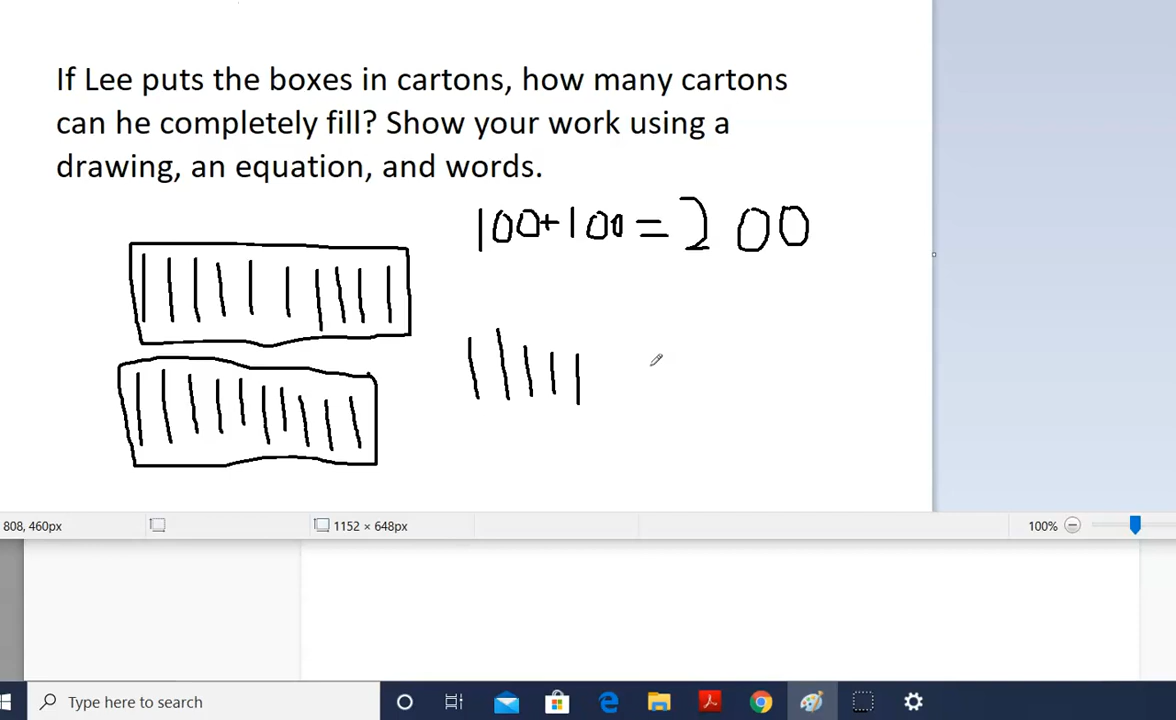 If Lee puts the boxes in cartons, how many cartons
can he completely fill? Show your work using a
drawing, an equation, and words.
100+100=200
808, 460px
1152 × 648px
100%
Type here to search